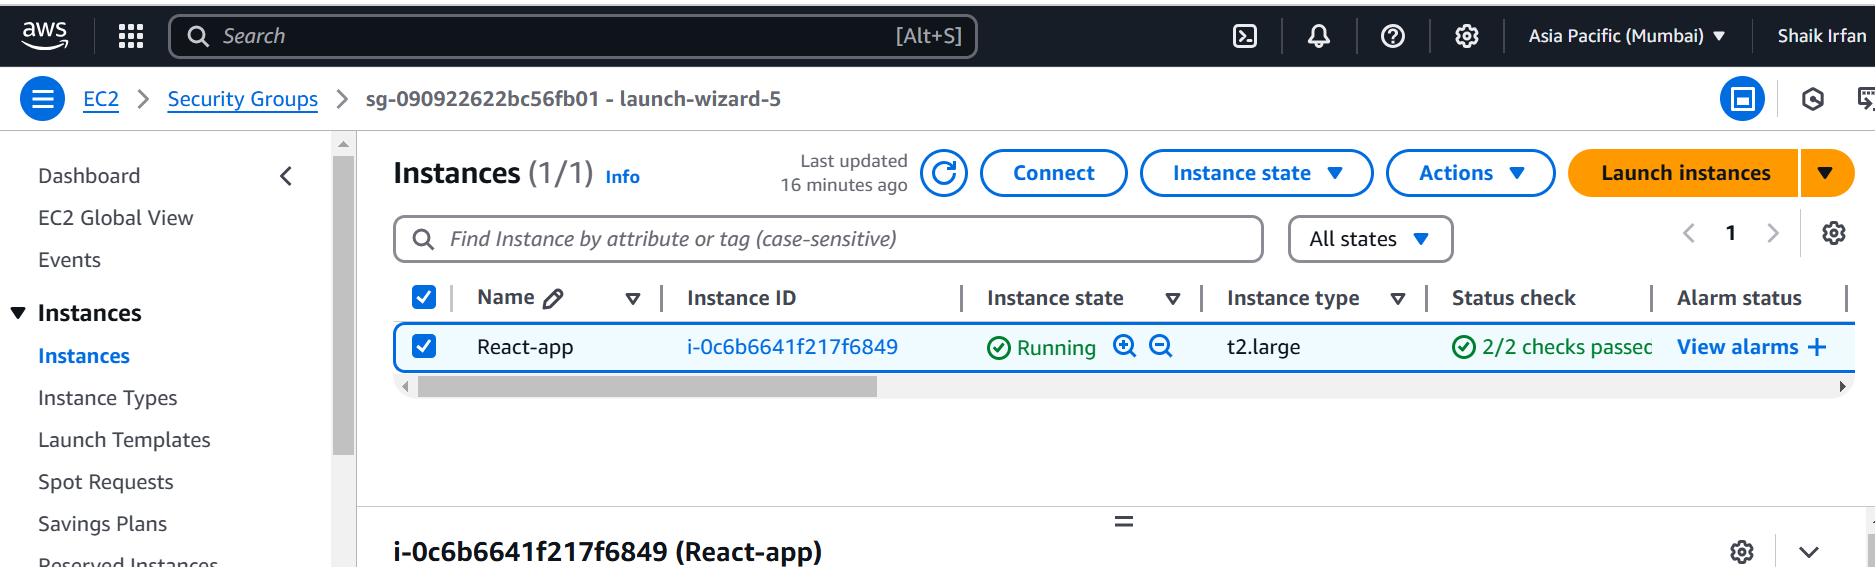 aws
Search [Alt+S]
Asia Pacific (Mumbai)
Shaik Irfan
EC2 Security Groups sg-090922622bc56fb01 - launch-wizard-5
Dashboard
EC2 Global View
Events
Instances
Instances
Instance Types
Launch Templates
Spot Requests
Savings Plans
Reserved Instances
Instances (1/1) Info
Last updated
16 minutes ago
Connect
Instance state
Actions
Launch instances
Find Instance by attribute or tag (case-sensitive)
All states
1
Name Instance ID Instance state Instance type Status check Alarm status
React-app i-0c6b6641f217f6849 Running t2.large 2/2 checks passed View alarms +
i-0c6b6641f217f6849 (React-app)